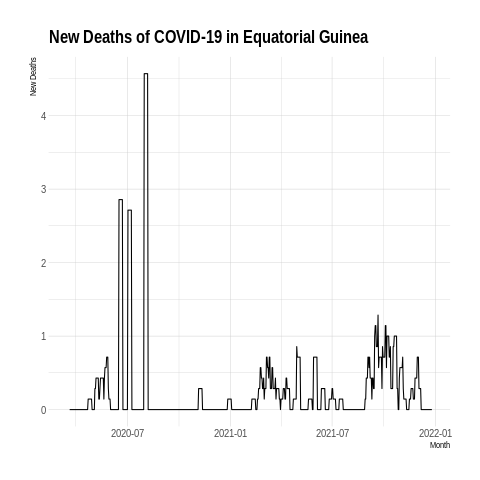 New Deaths of COVID-19 in Equatorial Guinea
New Deaths
4
3
2
1
0
2020-07 2021-01 2021-07 2022-01
Month